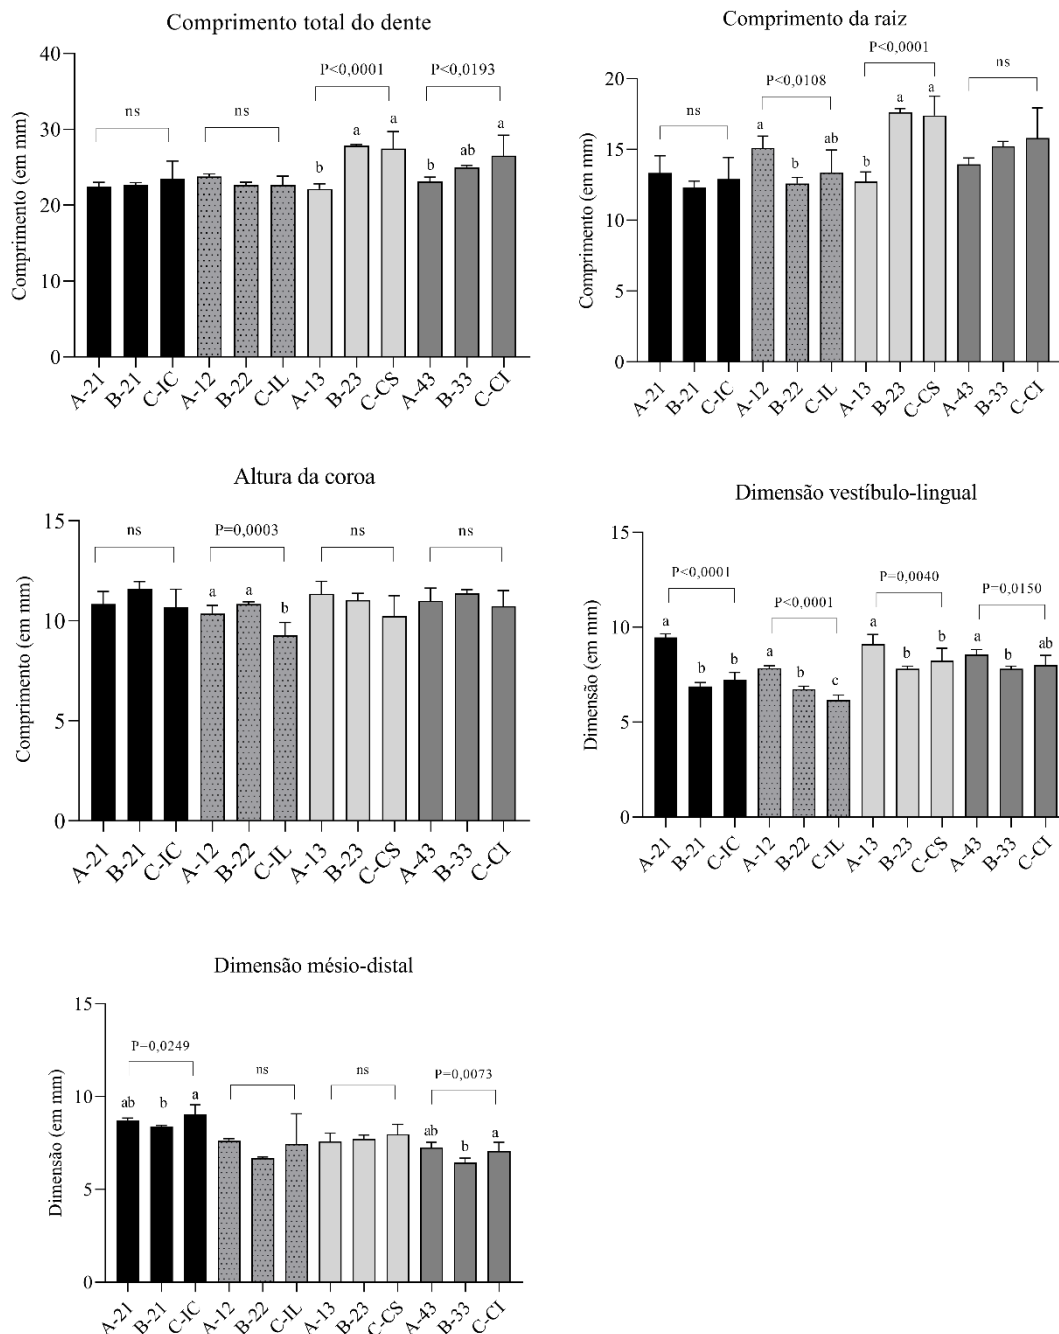 Comprimento total do dente
Comprimento (em mm)
40
30
20
10
0
ns
ns
P<0,0001
P<0,0193
b
a
a
b
ab
a
A-21
B-21
C-IC
A-12
B-22
C-IL
A-13
B-23
C-CS
A-43
B-33
C-CI
Comprimento da raiz
Comprimento (em mm)
20
15
10
5
0
ns
P<0,0108
P<0,0001
ns
a
b
ab
b
a
a
A-21
B-21
C-IC
A-12
B-22
C-IL
A-13
B-23
C-CS
A-43
B-33
C-CI
Altura da coroa
Comprimento (em mm)
15
10
5
0
ns
P=0,0003
ns
ns
a
a
b
A-21
B-21
C-IC
A-12
B-22
C-IL
A-13
B-23
C-CS
A-43
B-33
C-CI
Dimensão vestíbulo-lingual
Dimensão (em mm)
15
10
5
0
P<0,0001
P<0,0001
P=0,0040
P=0,0150
a
b
b
a
b
c
a
b
b
a
b
ab
A-21
B-21
C-IC
A-12
B-22
C-IL
A-13
B-23
C-CS
A-43
B-33
C-CI
Dimensão mésio-distal
Dimensão (em mm)
15
10
5
0
P=0,0249
ns
ns
P=0,0073
ab
b
a
ab
b
a
A-21
B-21
C-IC
A-12
B-22
C-IL
A-13
B-23
C-CS
A-43
B-33
C-CI